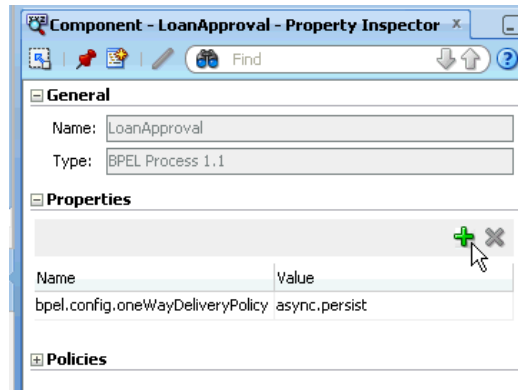 Component - LoanApproval - Property Inspector
Find
General
Name: LoanApproval
Type: BPEL Process 1.1
Properties
Name Value
bpel.config.oneWayDeliveryPolicy async.persist
Policies